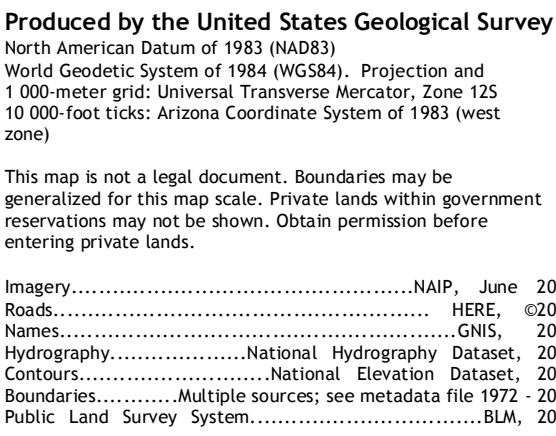 Produced by the United States Geological Survey
North American Datum of 1983 (NAD83)
World Geodetic System of 1984 (WGS84).  Projection and
1 000-meter grid: Universal Transverse Mercator, Zone 12S
10 000-foot ticks: Arizona Coordinate System of 1983 (west
zone)
This map is not a legal document. Boundaries may be
generalized for this map scale. Private lands within government
reservations may not be shown. Obtain permission before
entering private lands.
Imagery..................................................NAIP, June 20
Roads....................................................... HERE, ©20
Names..........................................................GNIS, 20
Hydrography....................National Hydrography Dataset, 20
Contours............................National Elevation Dataset, 20
Boundaries............Multiple sources; see metadata file 1972 - 20
Public Land Survey System..................................BLM, 20